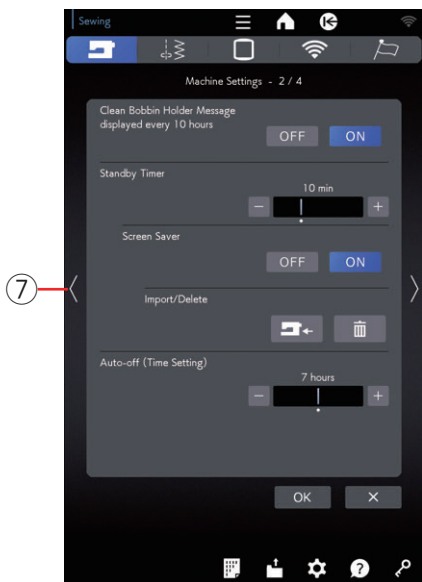 Sewing
Machine Settings - 2 / 4
Clean Bobbin Holder Message
displayed every 10 hours
OFF ON
Standby Timer
10 min
− +
Screen Saver
OFF ON
⑦
Import/Delete
Auto-off (Time Setting)
7 hours
− +
OK ×
?